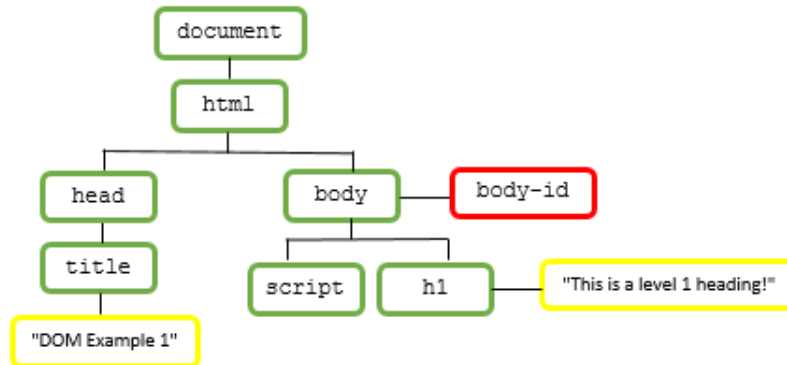 document
html
head
body
body-id
title
script
h1
"This is a level 1 heading!"
"DOM Example 1"